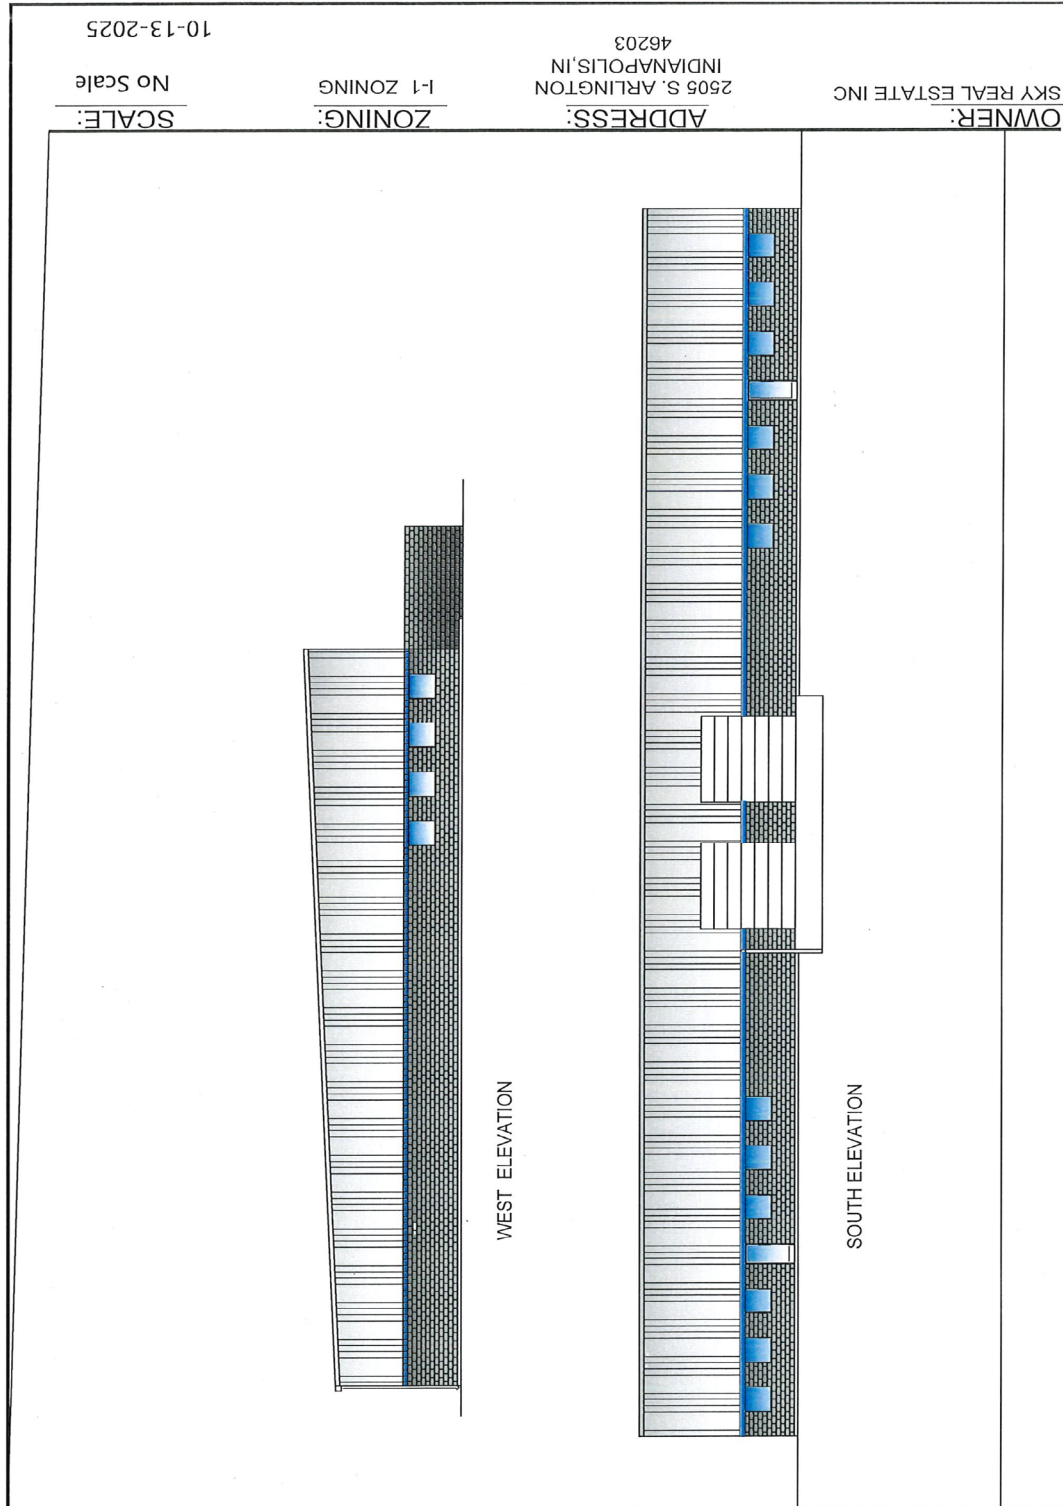 OWNER:
SKY REAL ESTATE INC
ADDRESS:
2505 S. ARLINGTON
INDIANAPOLIS,IN
46203
ZONING:
I-1 ZONING
SCALE:
No Scale
10-13-2025
SOUTH ELEVATION
WEST ELEVATION